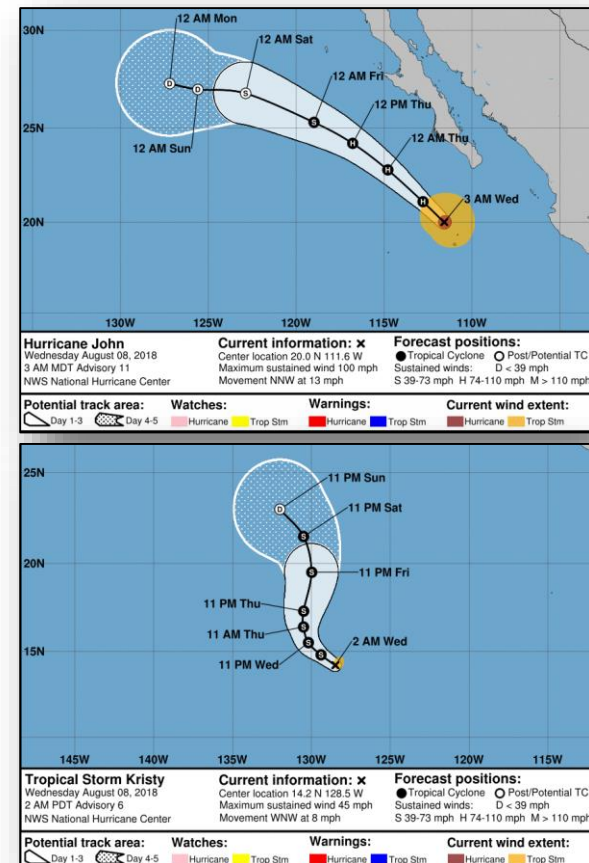 30N
12 AM Mon
12 AM Sat
12 AM Fri
12 PM Thu
25N
12 AM Sun
12 AM Thu
3 AM Wed
20N
130W 125W 120W 115W 110W
Hurricane John
Wednesday August 08, 2018
3 AM MDT Advisory 11
NWS National Hurricane Center
Current information: ×
Center location 20.0 N 111.6 W
Maximum sustained wind 100 mph
Movement NNW at 13 mph
Forecast positions:
● Tropical Cyclone ○ Post/Potential TC
Sustained winds: D < 39 mph
S 39-73 mph H 74-110 mph M > 110 mph
Potential track area:
Day 1-3 Day 4-5
Watches:
Hurricane Trop Stm
Warnings:
Hurricane Trop Stm
Current wind extent:
Hurricane Trop Stm
25N
11 PM Sun
11 PM Sat
20N
11 PM Fri
11 PM Thu
11 AM Thu
2 AM Wed
15N
11 PM Wed
145W 140W 135W 130W 125W 120W 115W
Tropical Storm Kristy
Wednesday August 08, 2018
2 AM PDT Advisory 6
NWS National Hurricane Center
Current information: ×
Center location 14.2 N 128.5 W
Maximum sustained wind 45 mph
Movement WNW at 8 mph
Forecast positions:
● Tropical Cyclone ○ Post/Potential TC
Sustained winds: D < 39 mph
S 39-73 mph H 74-110 mph M > 110 mph
Potential track area:
Day 1-3 Day 4-5
Watches:
Hurricane Trop Stm
Warnings:
Hurricane Trop Stm
Current wind extent:
Hurricane Trop Stm